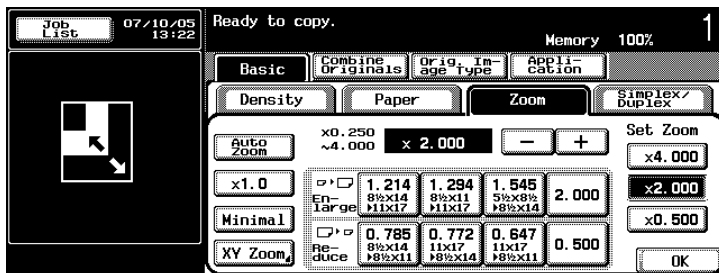 Job
List
07/10/05
13:22
Ready to copy.
1
Memory 100%
Basic
Combine
Originals
Orig. Im-
age Type
Appli-
cation
Density
Paper
Zoom
Simplex/
Duplex
Auto
Zoom
x0.250
~4.000
x 2.000
− +
Set Zoom
x4.000
x1.0
En-
large
1.214
8½x14
▸11x17
1.294
8½x11
▸11x17
1.545
5½x8½
▸8½x14
2.000
x2.000
Minimal
x0.500
XY Zoom
Re-
duce
0.785
8½x14
▸8½x11
0.772
11x17
▸8½x14
0.647
11x17
▸8½x11
0.500
OK